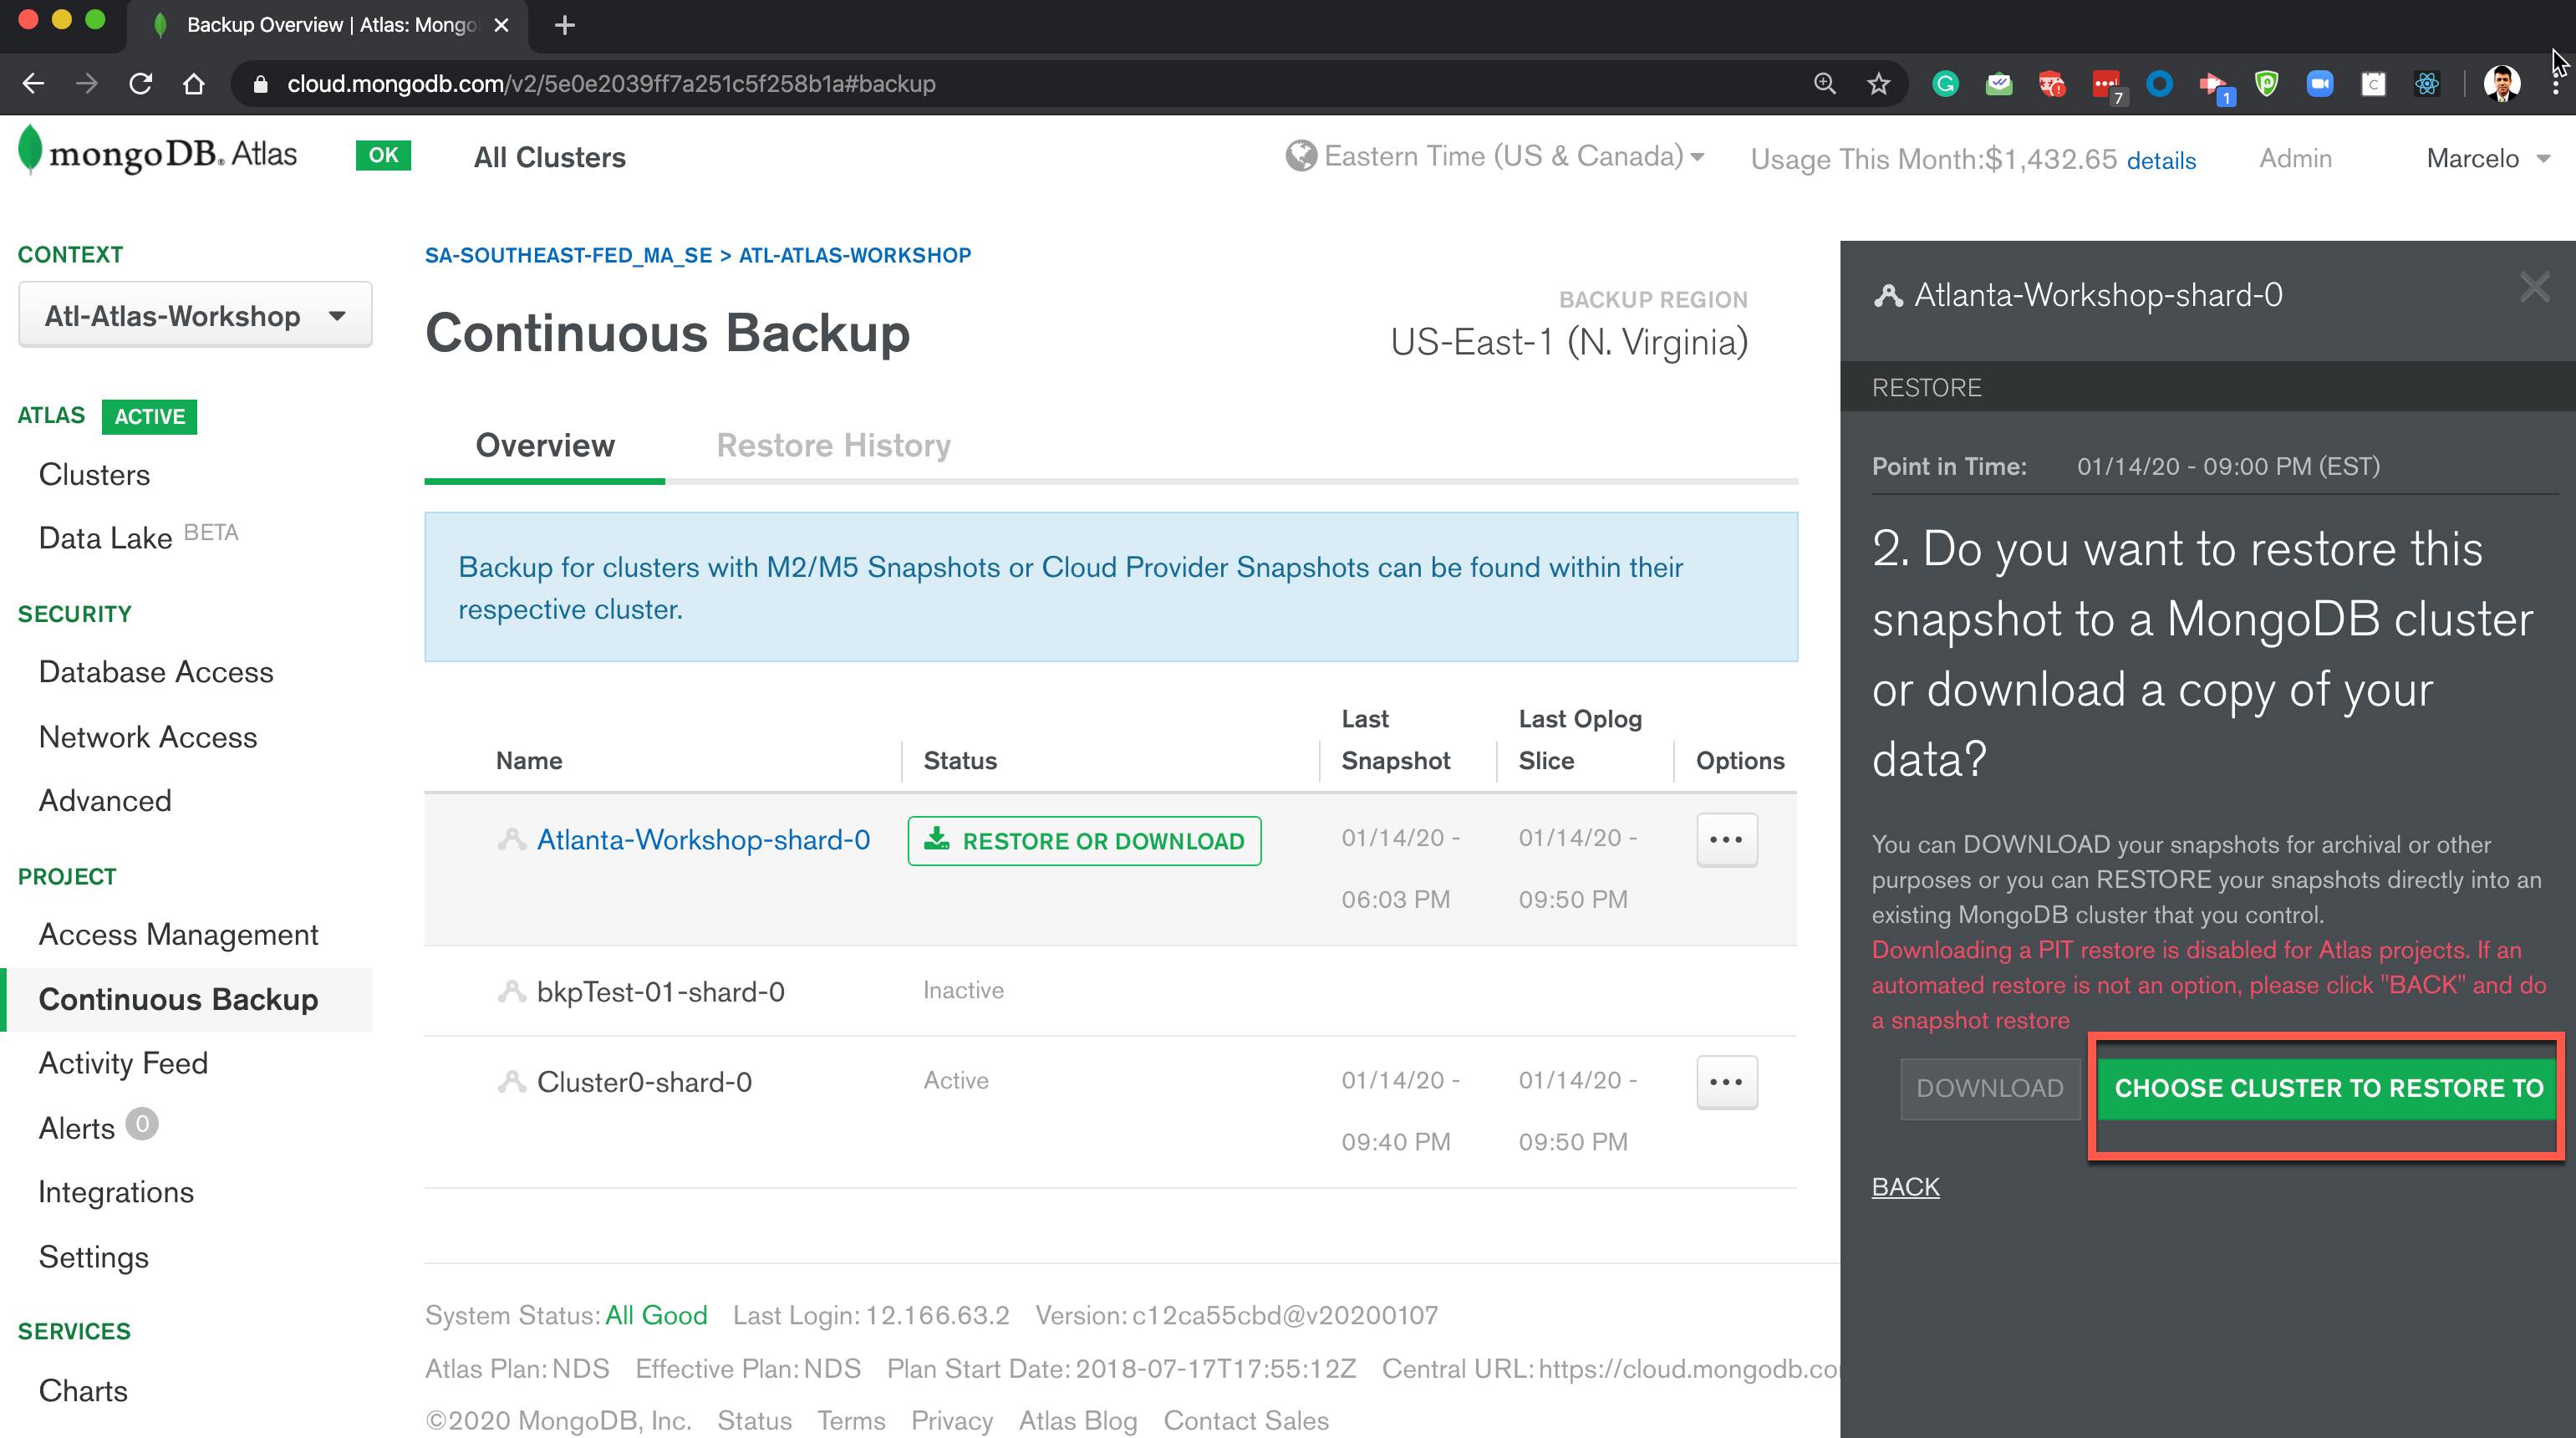 Backup Overview | Atlas: Mongo
cloud.mongodb.com/v2/5e0e2039ff7a251c5f258b1a#backup
7
1
C
mongoDB. Atlas
OK
All Clusters
Eastern Time (US & Canada)
Usage This Month:$1,432.65 details
Admin
Marcelo
CONTEXT
Atl-Atlas-Workshop
ATLAS ACTIVE
Clusters
Data Lake BETA
SECURITY
Database Access
Network Access
Advanced
PROJECT
Access Management
Continuous Backup
Activity Feed
Alerts 0
Integrations
Settings
SERVICES
Charts
SA-SOUTHEAST-FED_MA_SE > ATL-ATLAS-WORKSHOP
Continuous Backup
BACKUP REGION
US-East-1 (N. Virginia)
Overview
Restore History
Backup for clusters with M2/M5 Snapshots or Cloud Provider Snapshots can be found within their
respective cluster.
Name
Status
Last
Snapshot
Last Oplog
Slice
Options
Atlanta-Workshop-shard-0
RESTORE OR DOWNLOAD
01/14/20 -
06:03 PM
01/14/20 -
09:50 PM
bkpTest-01-shard-0
Inactive
Cluster0-shard-0
Active
01/14/20 -
09:40 PM
01/14/20 -
09:50 PM
System Status: All Good Last Login: 12.166.63.2 Version: c12ca55cbd@v20200107
Atlas Plan: NDS Effective Plan: NDS Plan Start Date: 2018-07-17T17:55:12Z Central URL: https://cloud.mongodb.co
©2020 MongoDB, Inc. Status Terms Privacy Atlas Blog Contact Sales
Atlanta-Workshop-shard-0
RESTORE
Point in Time: 01/14/20 - 09:00 PM (EST)
2. Do you want to restore this
snapshot to a MongoDB cluster
or download a copy of your
data?
You can DOWNLOAD your snapshots for archival or other
purposes or you can RESTORE your snapshots directly into an
existing MongoDB cluster that you control.
Downloading a PIT restore is disabled for Atlas projects. If an
automated restore is not an option, please click "BACK" and do
a snapshot restore
DOWNLOAD
CHOOSE CLUSTER TO RESTORE TO
BACK